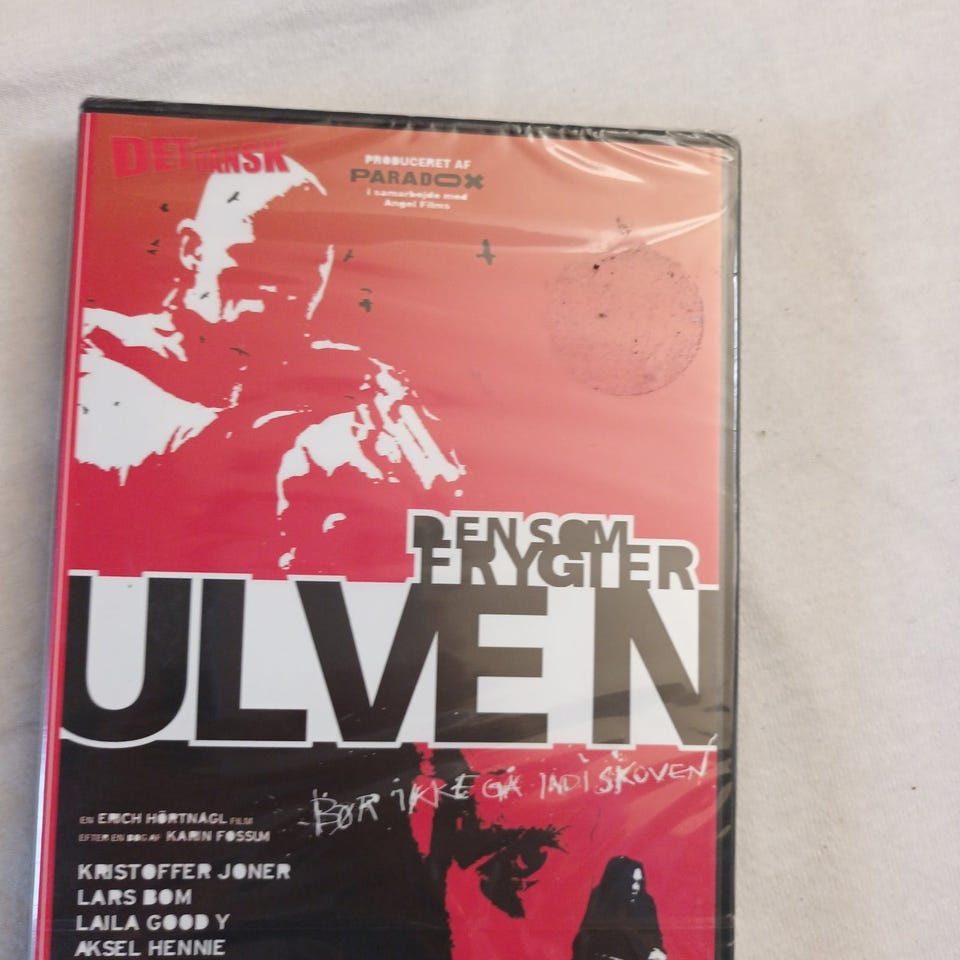 DET DANSK
PRODUCERET AF
PARADOX
i samarbejde med
Angel Films
DEN SOM
FRYGTER
ULVEN
BØR IKKE GÅ IND I SKOVEN
EN ERICH HÖRTNAGL FILM
EFTER EN BOG AF KARIN FOSSUM
KRISTOFFER JONER
LARS BOM
LAILA GOODY
AKSEL HENNIE